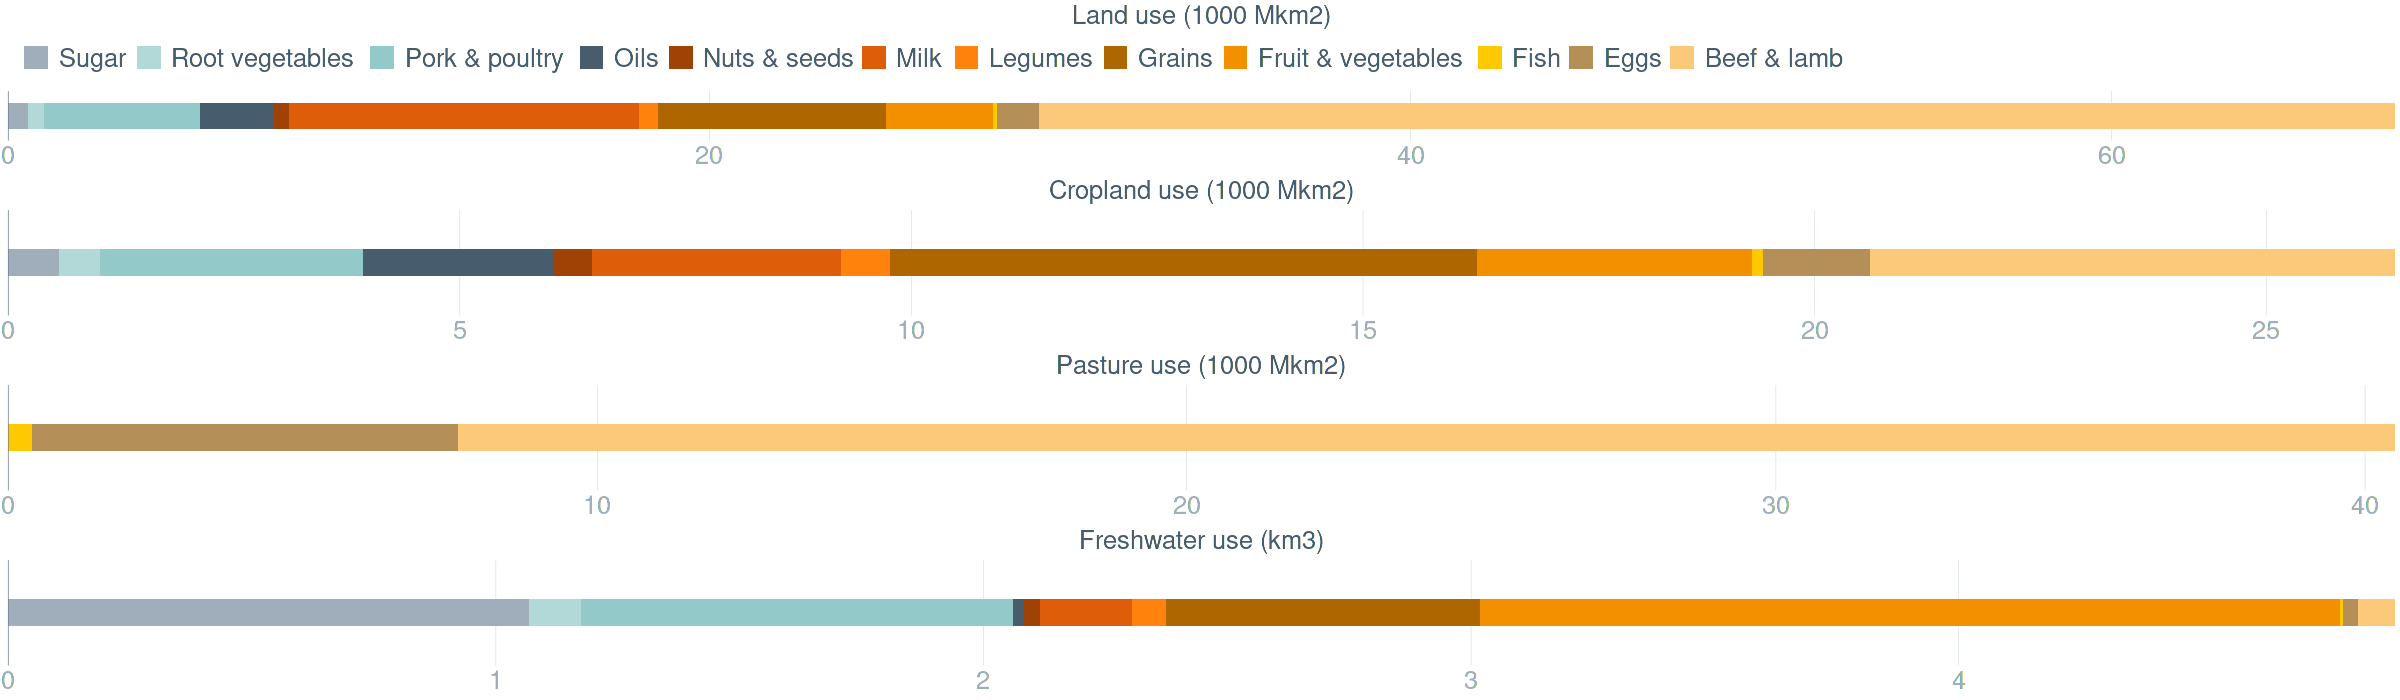 Land use (1000 Mkm2)
Sugar Root vegetables Pork & poultry Oils Nuts & seeds Milk Legumes Grains Fruit & vegetables Fish Eggs Beef & lamb
0 20 40 60
Cropland use (1000 Mkm2)
0 5 10 15 20 25
Pasture use (1000 Mkm2)
0 10 20 30 40
Freshwater use (km3)
0 1 2 3 4